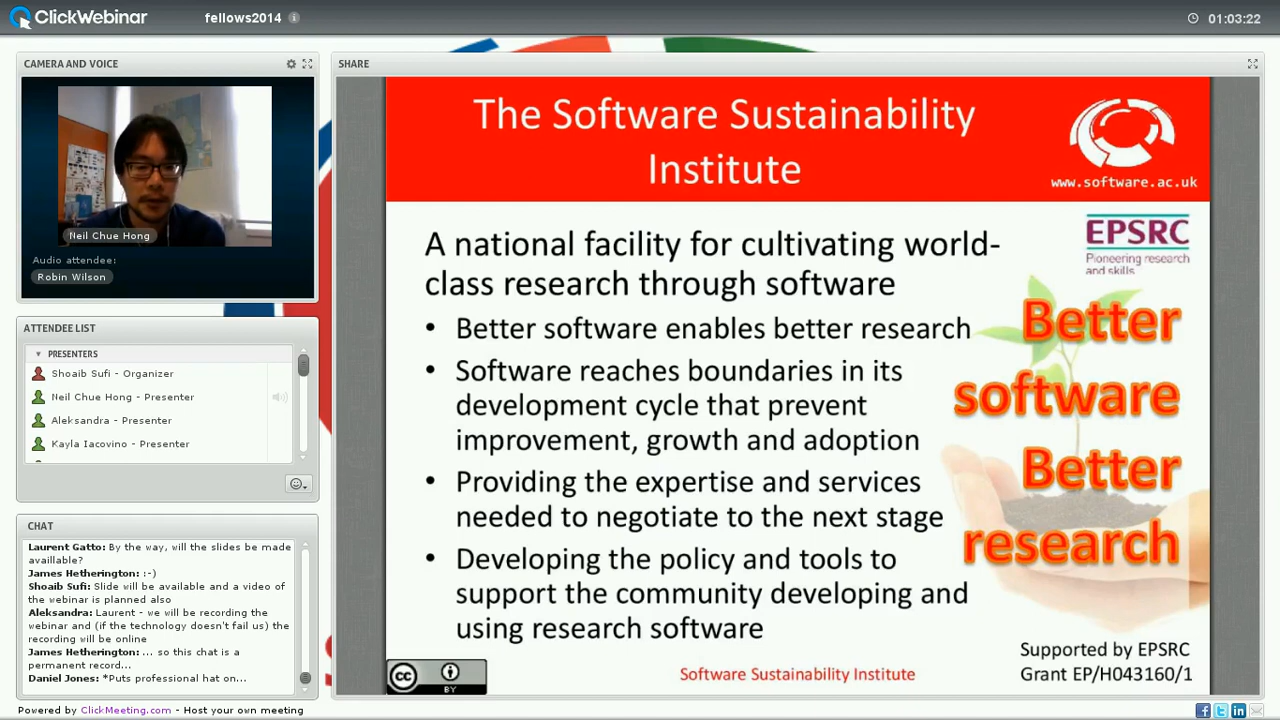 ClickWebinar
fellows2014
01:03:22
CAMERA AND VOICE
Neil Chue Hong
Audio attendee:
Robin Wilson
ATTENDEE LIST
PRESENTERS
Shoaib Sufi - Organizer
Neil Chue Hong - Presenter
Aleksandra - Presenter
Kayla Iacovino - Presenter
CHAT
Laurent Gatto: By the way, will the slides be made
availlable?
James Hetherington: :-)
Shoaib Sufi: Slide will be available and a video of
the webinar is planned also
Aleksandra: Laurent - we will be recording the
webinar and (if the technology doesn't fail us) the
recording will be online
James Hetherington: ... so this chat is a
permanent record...
Daniel Jones: *Puts professional hat on...
SHARE
The Software Sustainability
Institute
www.software.ac.uk
EPSRC
Pioneering research
and skills
A national facility for cultivating world-
class research through software
• Better software enables better research
• Software reaches boundaries in its
development cycle that prevent
improvement, growth and adoption
• Providing the expertise and services
needed to negotiate to the next stage
• Developing the policy and tools to
support the community developing and
using research software
Better
software
Better
research
cc
BY
Software Sustainability Institute
Supported by EPSRC
Grant EP/H043160/1
Powered by ClickMeeting.com - Host your own meeting